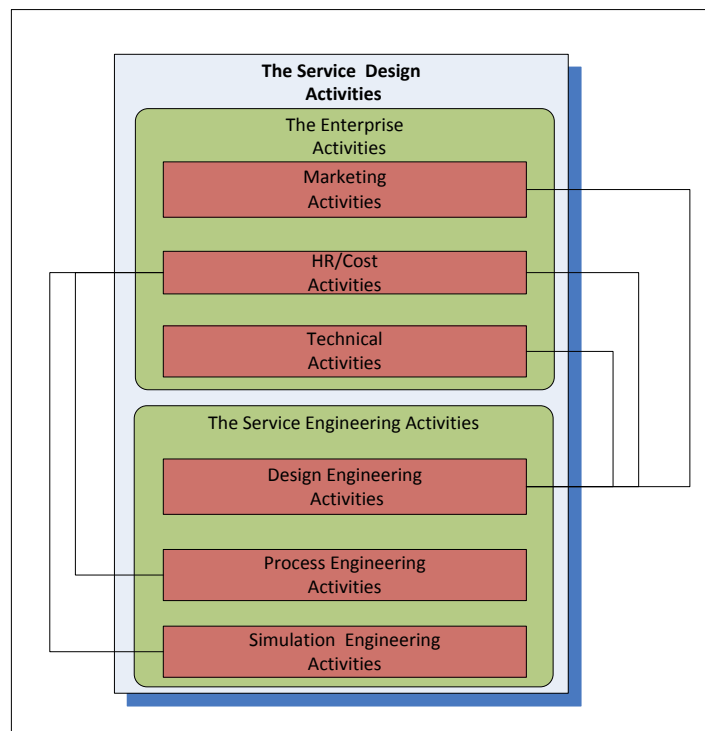 The Service Design
Activities
The Enterprise
Activities
Marketing
Activities
HR/Cost
Activities
Technical
Activities
The Service Engineering Activities
Design Engineering
Activities
Process Engineering
Activities
Simulation Engineering
Activities